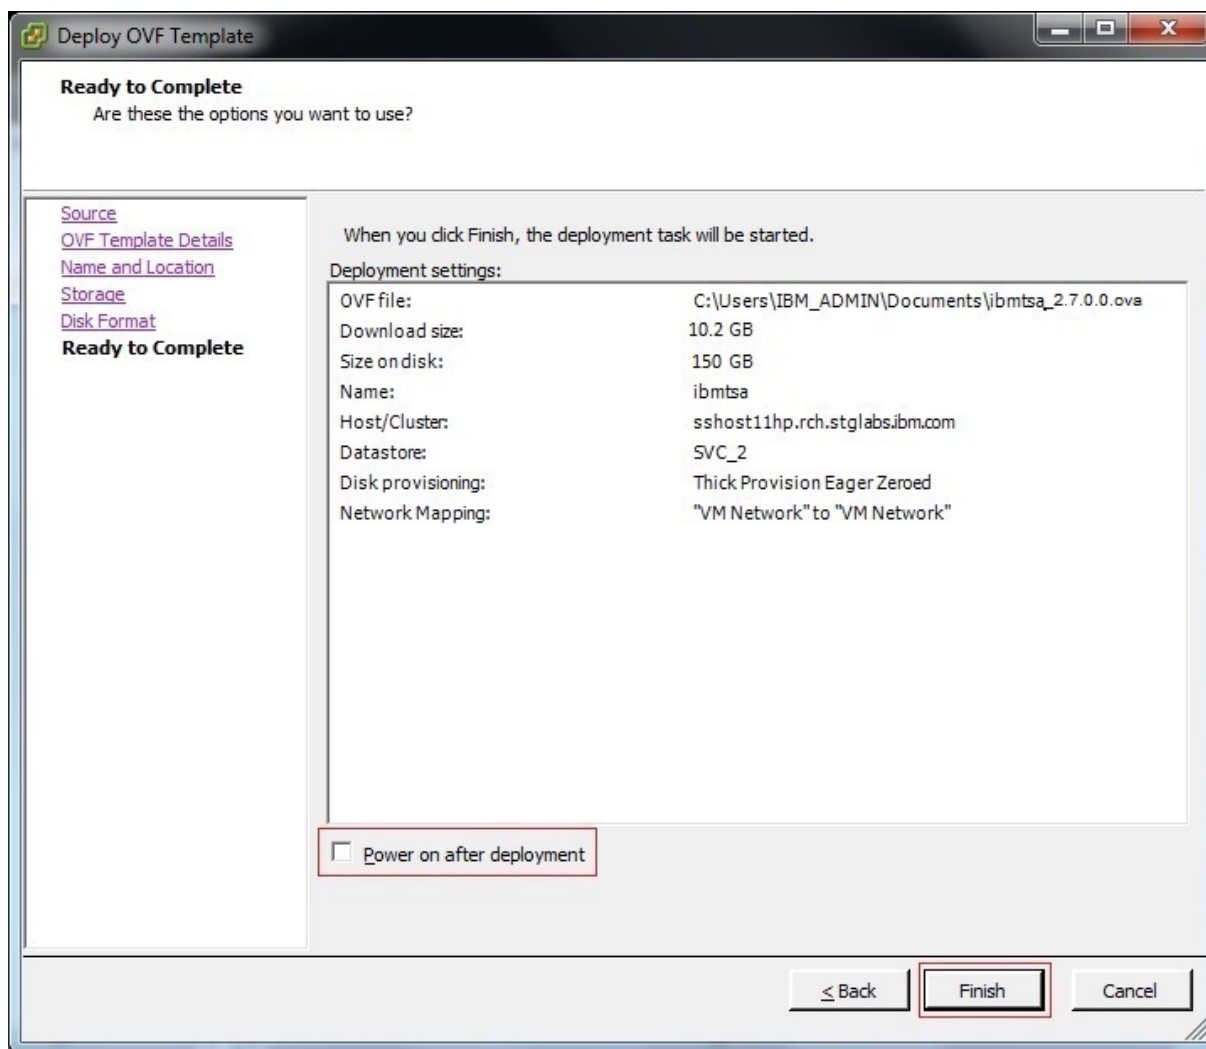 Deploy OVF Template
Ready to Complete
Are these the options you want to use?
Source
OVF Template Details
Name and Location
Storage
Disk Format
Ready to Complete
When you click Finish, the deployment task will be started.
Deployment settings:
OVF file: C:\Users\IBM_ADMIN\Documents\ibmtsa_2.7.0.0.ova
Download size: 10.2 GB
Size on disk: 150 GB
Name: ibmtsa
Host/Cluster: sshost11hp.rch.stglabs.ibm.com
Datastore: SVC_2
Disk provisioning: Thick Provision Eager Zeroed
Network Mapping: "VM Network" to "VM Network"
Power on after deployment
< Back Finish Cancel